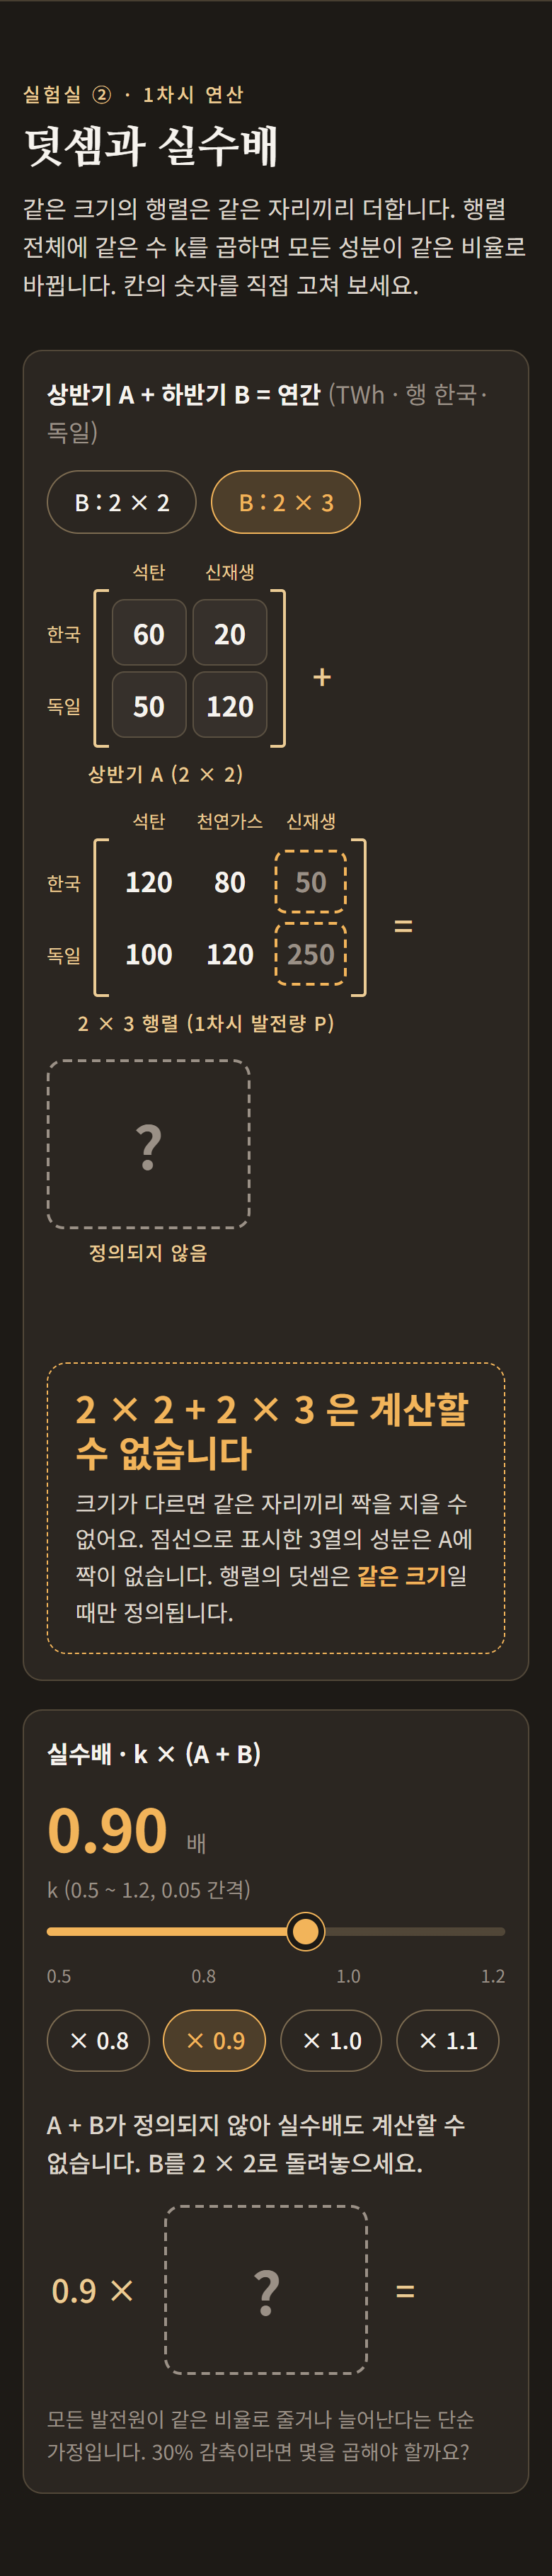 실험실 ② · 1차시 연산
덧셈과 실수배
같은 크기의 행렬은 같은 자리끼리 더합니다. 행렬
전체에 같은 수 k를 곱하면 모든 성분이 같은 비율로
바뀝니다. 칸의 숫자를 직접 고쳐 보세요.
상반기 A + 하반기 B = 연간 (TWh · 행 한국·
독일)
B : 2 × 2 B : 2 × 3
석탄 신재생
한국 60 20
+
독일 50 120
상반기 A (2 × 2)
석탄 천연가스 신재생
한국 120 80 50
=
독일 100 120 250
2 × 3 행렬 (1차시 발전량 P)
?
정의되지 않음
2 × 2 + 2 × 3 은 계산할
수 없습니다
크기가 다르면 같은 자리끼리 짝을 지을 수
없어요. 점선으로 표시한 3열의 성분은 A에
짝이 없습니다. 행렬의 덧셈은 같은 크기일
때만 정의됩니다.
실수배 · k × (A + B)
0.90 배
k (0.5 ~ 1.2, 0.05 간격)
0.5 0.8 1.0 1.2
× 0.8 × 0.9 × 1.0 × 1.1
A + B가 정의되지 않아 실수배도 계산할 수
없습니다. B를 2 × 2로 돌려놓으세요.
0.9 × ? =
모든 발전원이 같은 비율로 줄거나 늘어난다는 단순
가정입니다. 30% 감축이라면 몇을 곱해야 할까요?